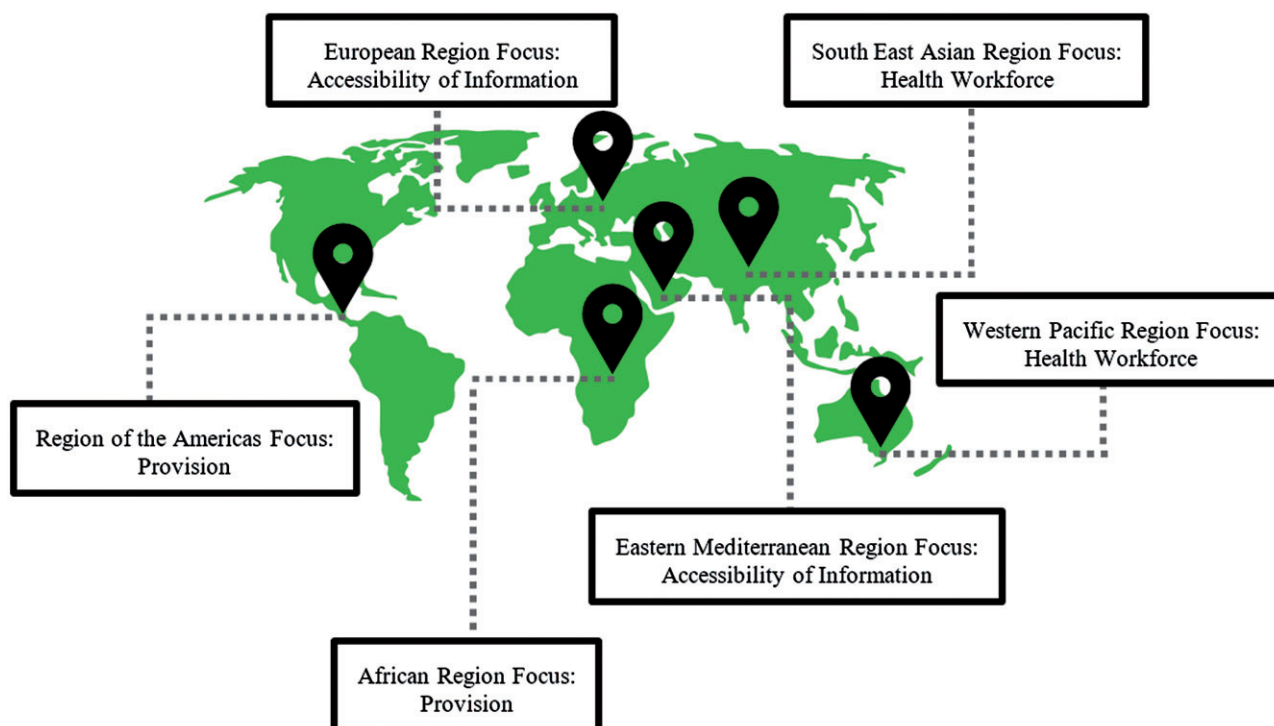 European Region Focus:
Accessibility of Information
South East Asian Region Focus:
Health Workforce
Western Pacific Region Focus:
Health Workforce
Region of the Americas Focus:
Provision
Eastern Mediterranean Region Focus:
Accessibility of Information
African Region Focus:
Provision